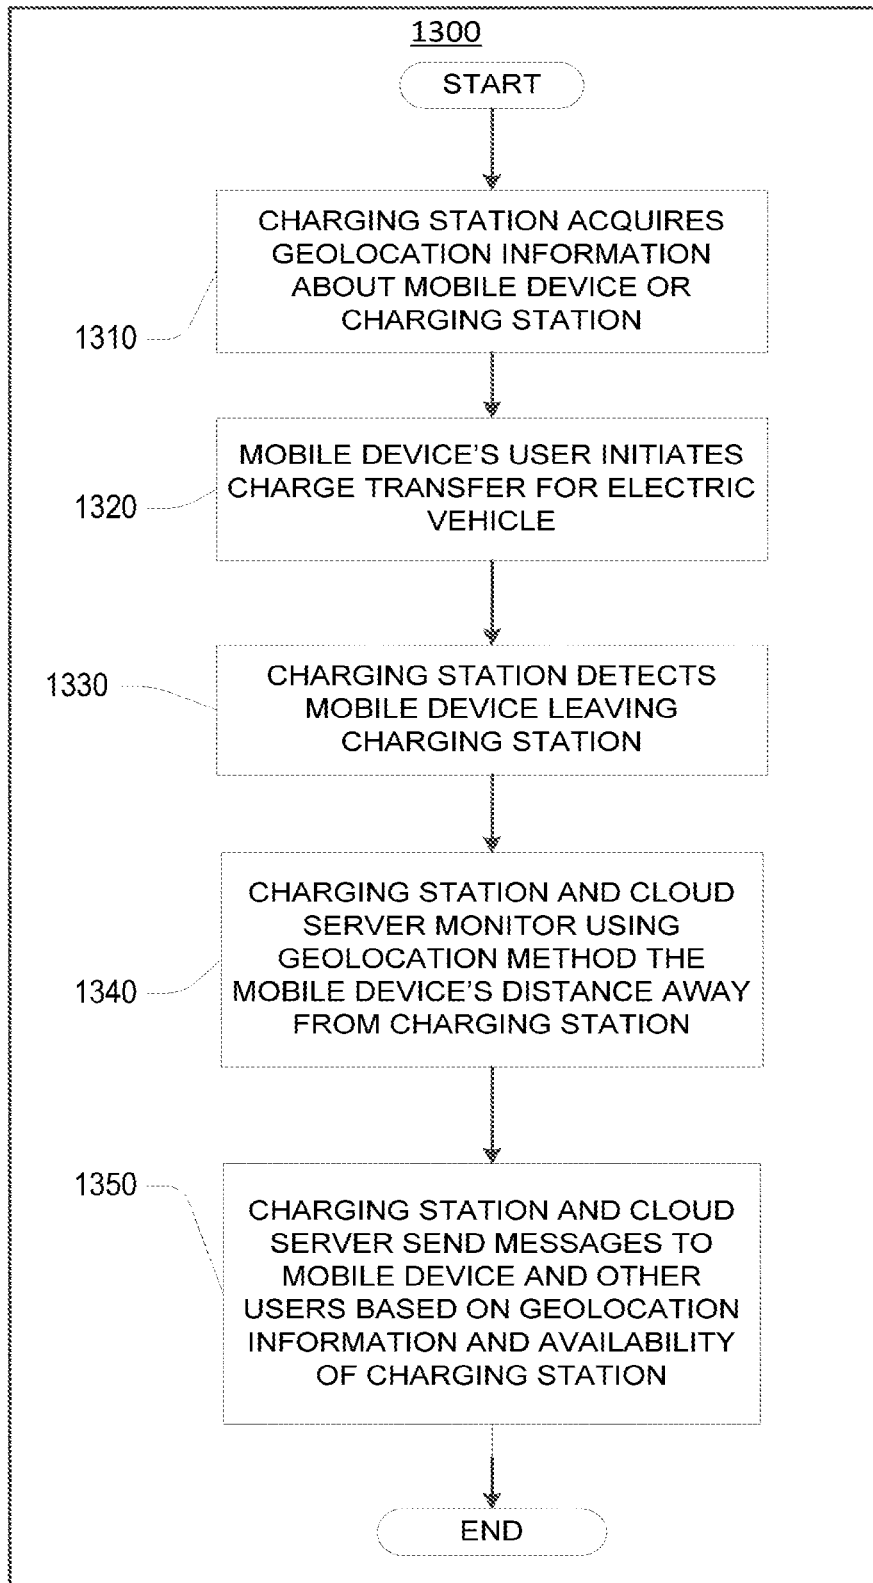 1300
START
CHARGING STATION ACQUIRES
GEOLOCATION INFORMATION
ABOUT MOBILE DEVICE OR
CHARGING STATION
1310
MOBILE DEVICE'S USER INITIATES
CHARGE TRANSFER FOR ELECTRIC
VEHICLE
1320
CHARGING STATION DETECTS
MOBILE DEVICE LEAVING
CHARGING STATION
1330
CHARGING STATION AND CLOUD
SERVER MONITOR USING
GEOLOCATION METHOD THE
MOBILE DEVICE'S DISTANCE AWAY
FROM CHARGING STATION
1340
CHARGING STATION AND CLOUD
SERVER SEND MESSAGES TO
MOBILE DEVICE AND OTHER
USERS BASED ON GEOLOCATION
INFORMATION AND AVAILABILITY
OF CHARGING STATION
1350
END